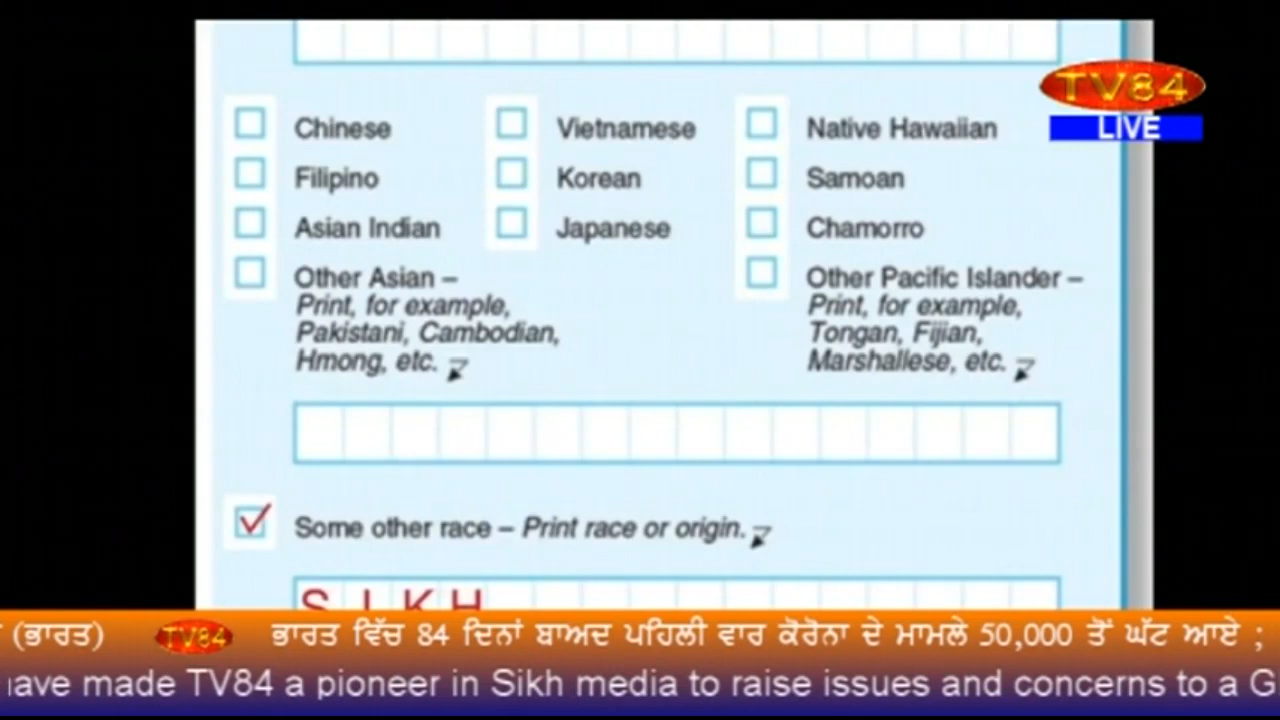 TV84
LIVE
Chinese
Vietnamese
Native Hawaiian
Filipino
Korean
Samoan
Asian Indian
Japanese
Chamorro
Other Asian –
Print, for example,
Pakistani, Cambodian,
Hmong, etc.
Other Pacific Islander –
Print, for example,
Tongan, Fijian,
Marshallese, etc.
Some other race – Print race or origin.
SIKH
(ਭਾਰਤ) TV84 ਭਾਰਤ ਵਿੱਚ 84 ਦਿਨਾਂ ਬਾਅਦ ਪਹਿਲੀ ਵਾਰ ਕੋਰੋਨਾ ਦੇ ਮਾਮਲੇ 50,000 ਤੋਂ ਘੱਟ ਆਏ ;
have made TV84 a pioneer in Sikh media to raise issues and concerns to a G